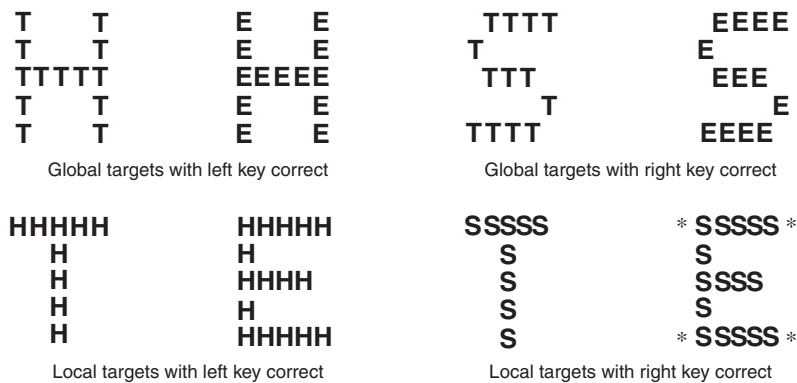 T T E E TTTT EEEE
T T E E T E
TTTTT EEEEE TTT EEE
T T E E T E
T T E E TTTT EEEE
Global targets with left key correct Global targets with right key correct
HHHHH HHHHH SSSSS * SSSSS *
H H S S
H HHHH S SSSS
H H S S
H HHHHH S * SSSSS *
Local targets with left key correct Local targets with right key correct